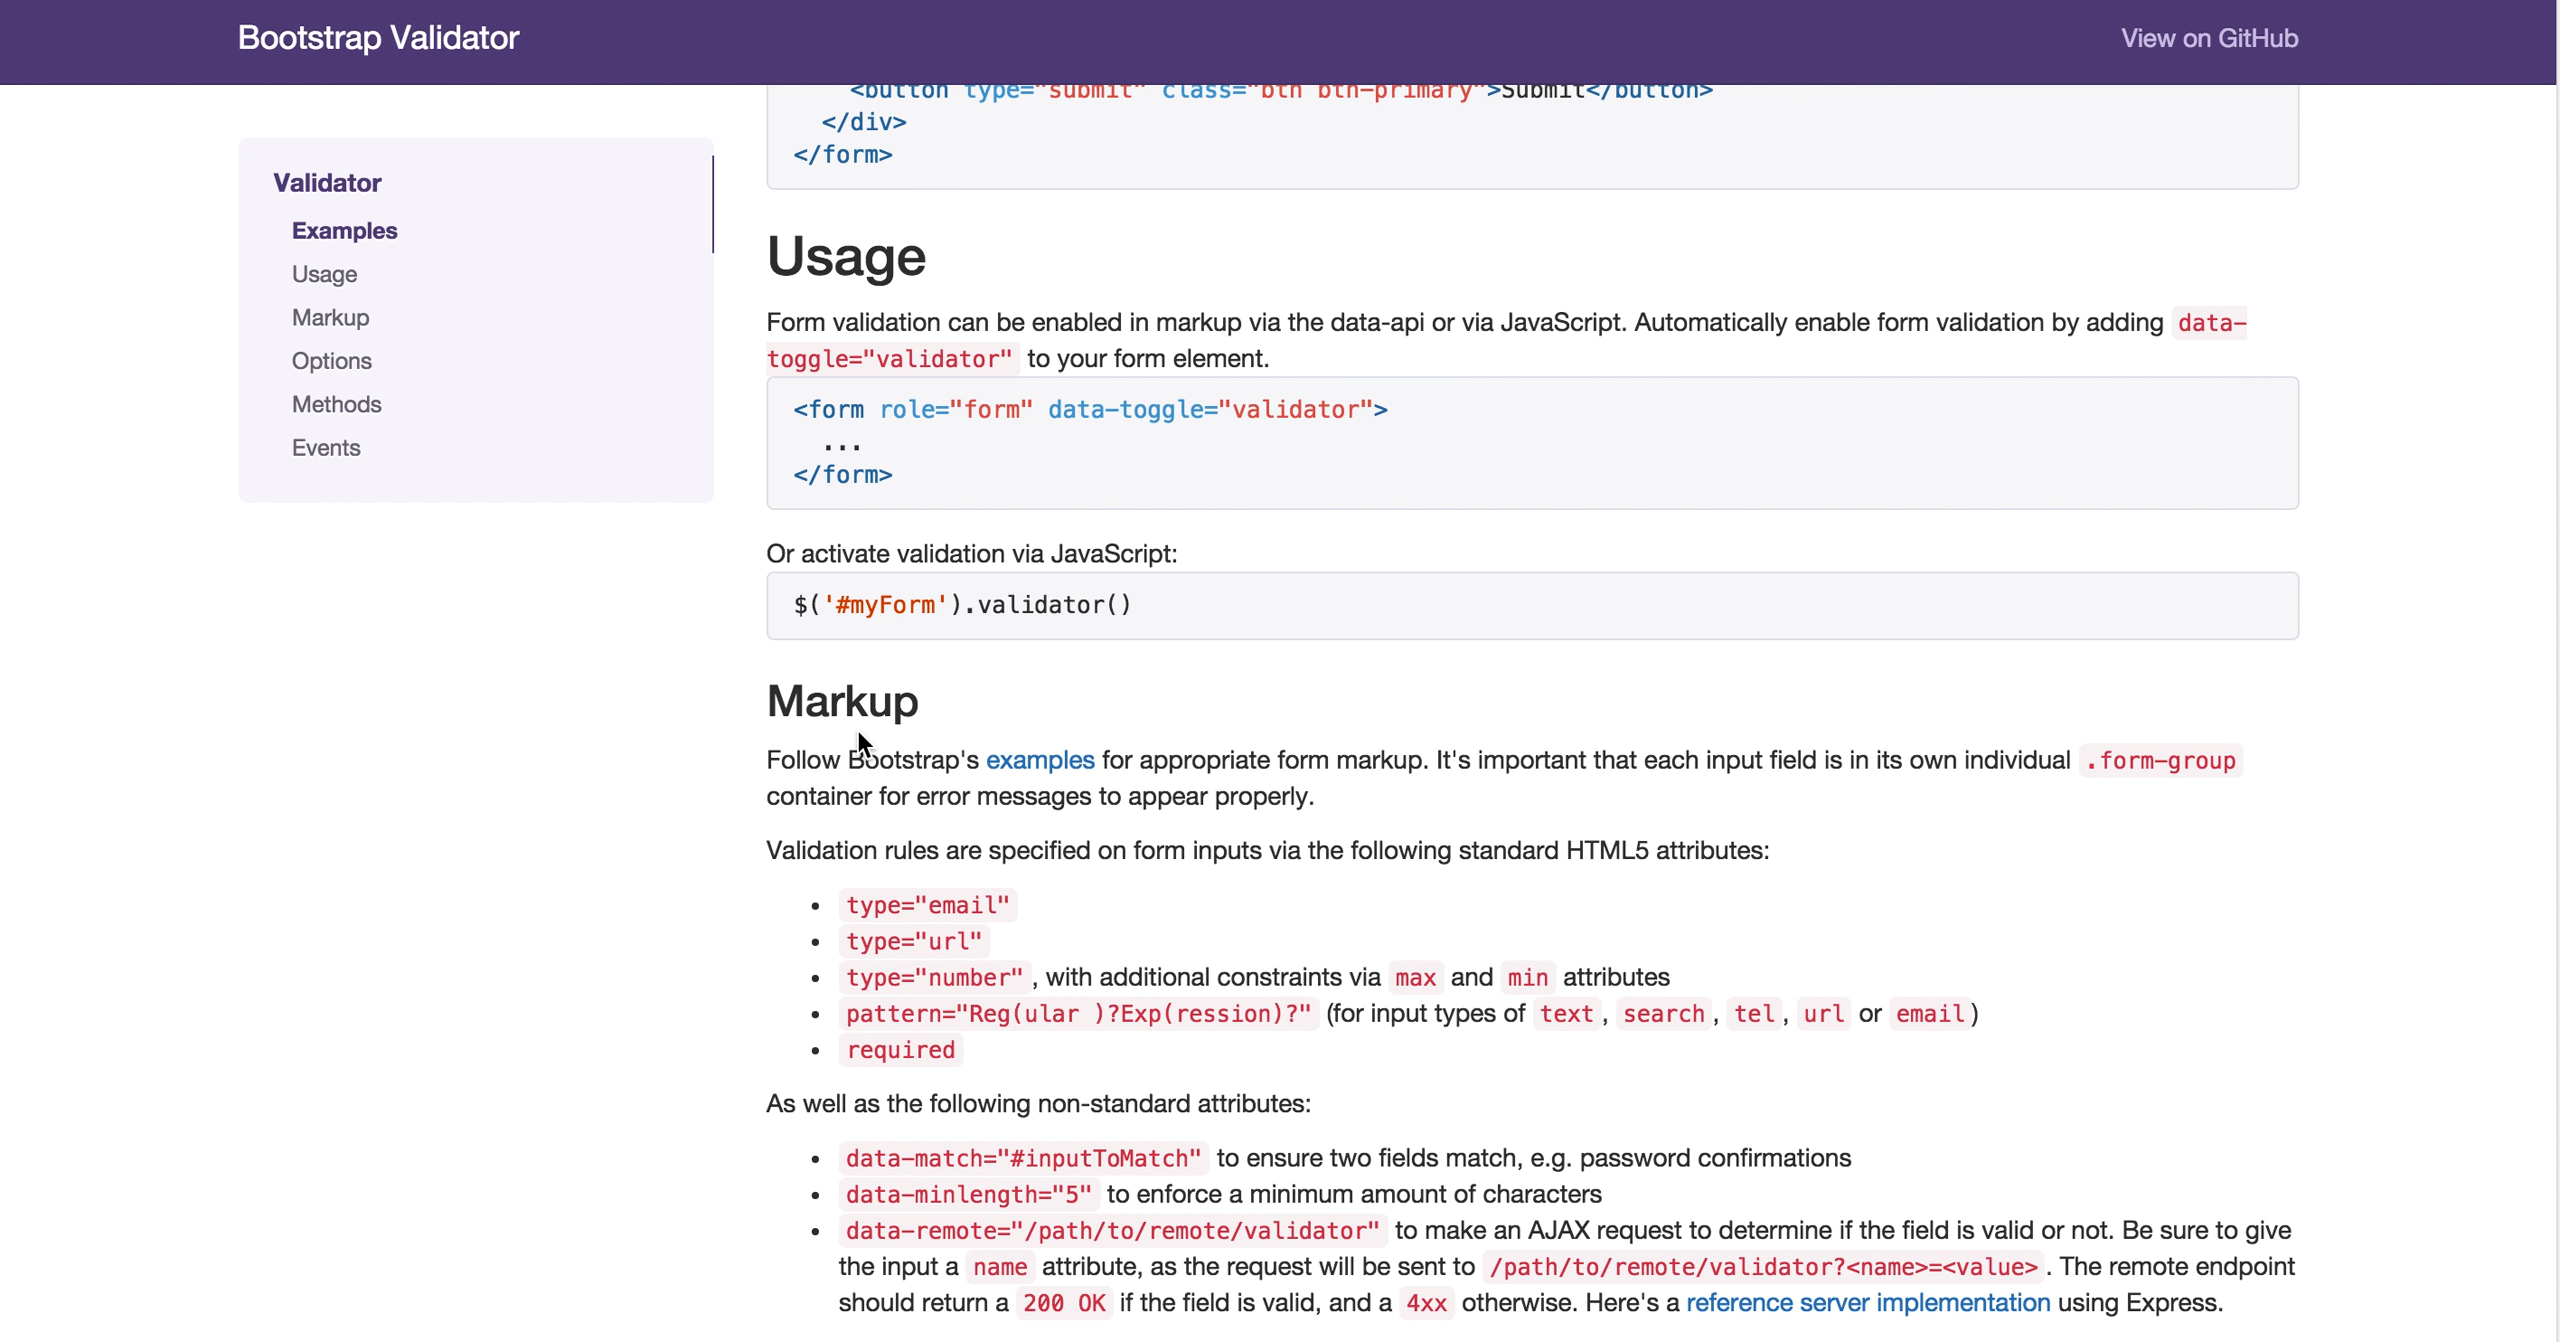 Bootstrap Validator
View on GitHub
<button type="submit" class="btn btn-primary">Submit</button>
</div>
</form>
Validator
Examples
Usage
Markup
Options
Methods
Events
Usage
Form validation can be enabled in markup via the data-api or via JavaScript. Automatically enable form validation by adding data-
toggle="validator" to your form element.
<form role="form" data-toggle="validator">
...
</form>
Or activate validation via JavaScript:
$('#myForm').validator()
Markup
Follow Bootstrap's examples for appropriate form markup. It's important that each input field is in its own individual .form-group
container for error messages to appear properly.
Validation rules are specified on form inputs via the following standard HTML5 attributes:
• type="email"
• type="url"
• type="number", with additional constraints via max and min attributes
• pattern="Reg(ular )?Exp(ression)?" (for input types of text, search, tel, url or email)
• required
As well as the following non-standard attributes:
• data-match="#inputToMatch" to ensure two fields match, e.g. password confirmations
• data-minlength="5" to enforce a minimum amount of characters
• data-remote="/path/to/remote/validator" to make an AJAX request to determine if the field is valid or not. Be sure to give
the input a name attribute, as the request will be sent to /path/to/remote/validator?<name>=<value>. The remote endpoint
should return a 200 OK if the field is valid, and a 4xx otherwise. Here's a reference server implementation using Express.